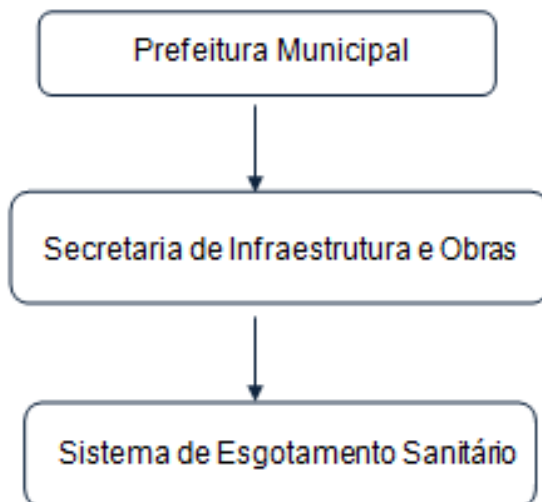 Prefeitura Municipal
Secretaria de Infraestrutura e Obras
Sistema de Esgotamento Sanitário